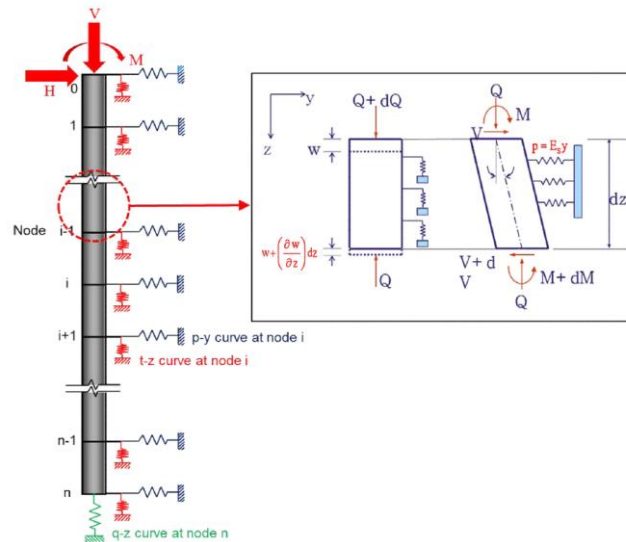 V
M
H
0
1
Node
i-1
i
i+1
p-y curve at node i
t-z curve at node i
n-1
n
q-z curve at node n
y
z
Q+ dQ
w
w+(∂w/∂z)dz
Q
Q
M
V
p=Eₛy
dz
V+ d
V
M+ dM
Q